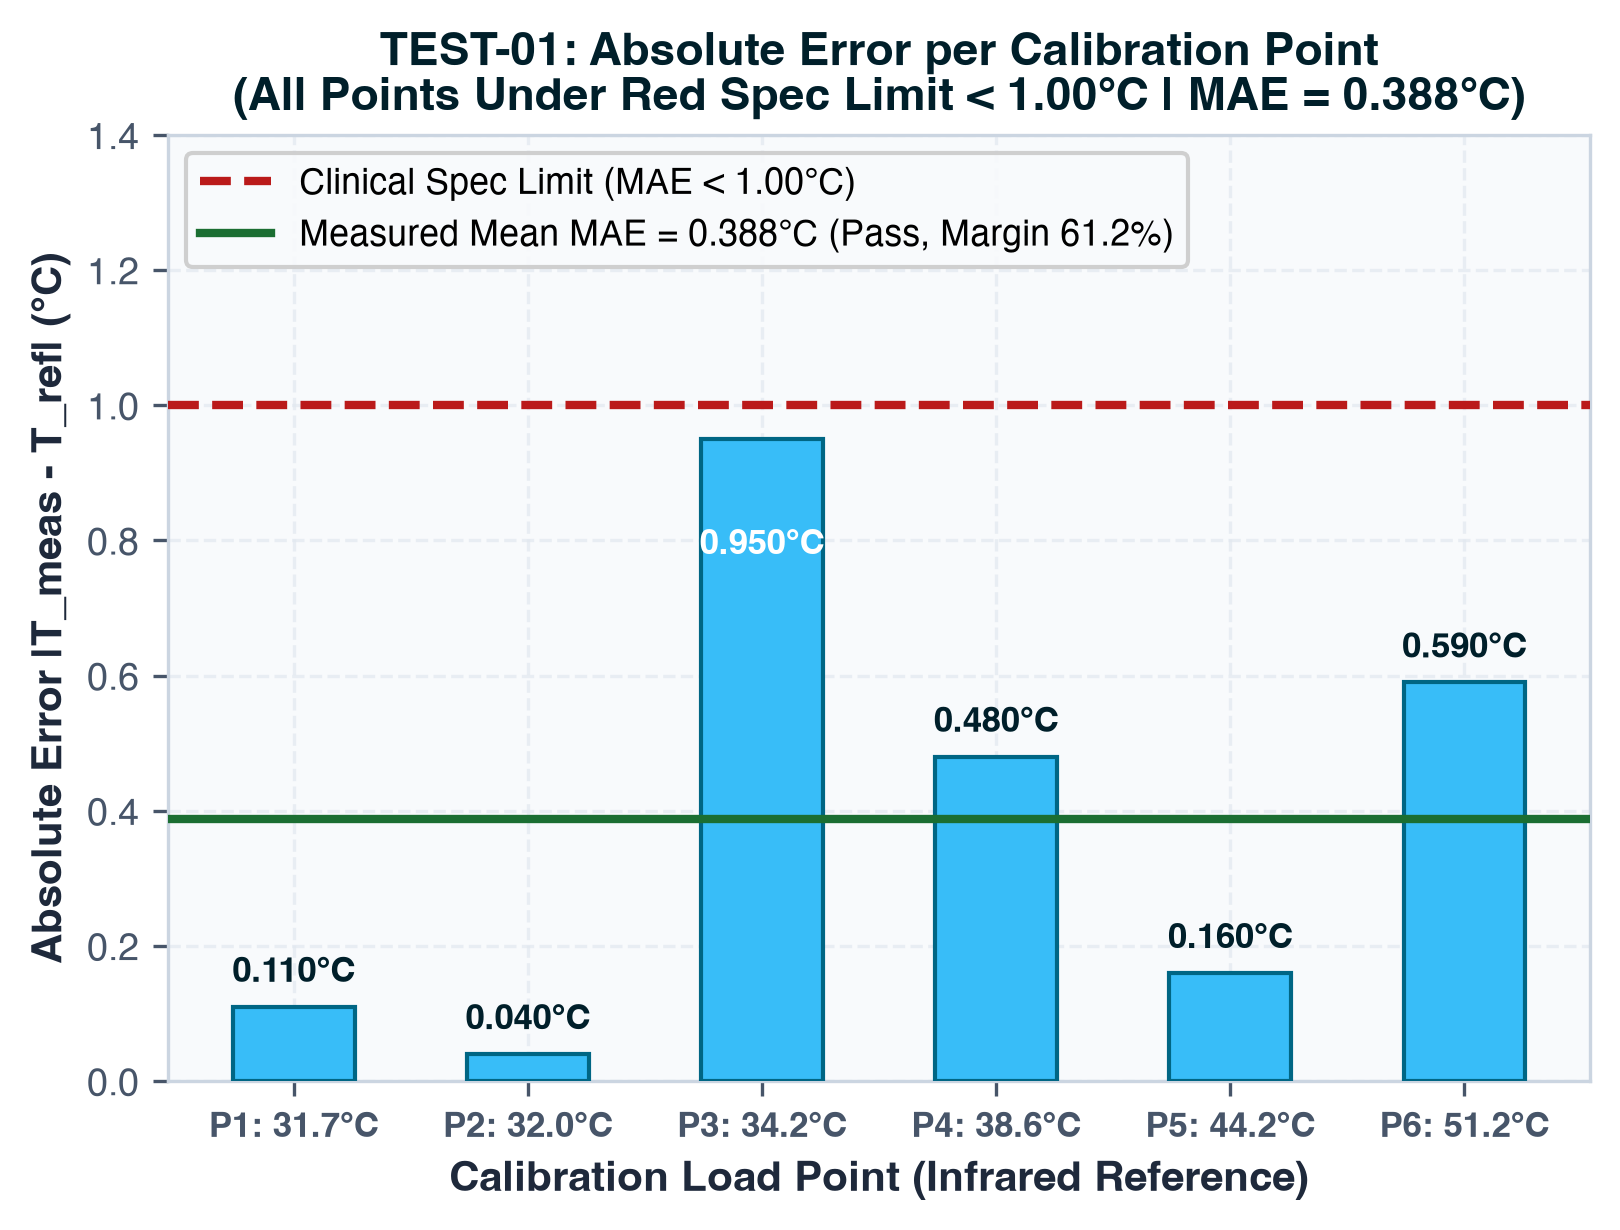 TEST-01: Absolute Error per Calibration Point
(All Points Under Red Spec Limit < 1.00°C | MAE = 0.388°C)
Clinical Spec Limit (MAE < 1.00°C)
Measured Mean MAE = 0.388°C (Pass, Margin 61.2%)
Absolute Error |T_meas - T_ref| (°C)
1.4
1.2
1.0
0.8
0.6
0.4
0.2
0.0
0.110°C
0.040°C
0.950°C
0.480°C
0.160°C
0.590°C
P1: 31.7°C
P2: 32.0°C
P3: 34.2°C
P4: 38.6°C
P5: 44.2°C
P6: 51.2°C
Calibration Load Point (Infrared Reference)